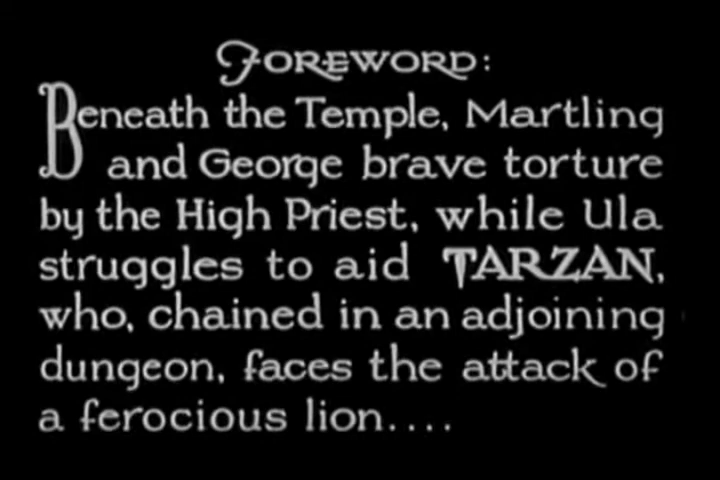 Foreword:
Beneath the Temple, Martling
and George brave torture
by the High Priest, while Ula
struggles to aid TARZAN,
who, chained in an adjoining
dungeon, faces the attack of
a ferocious lion....